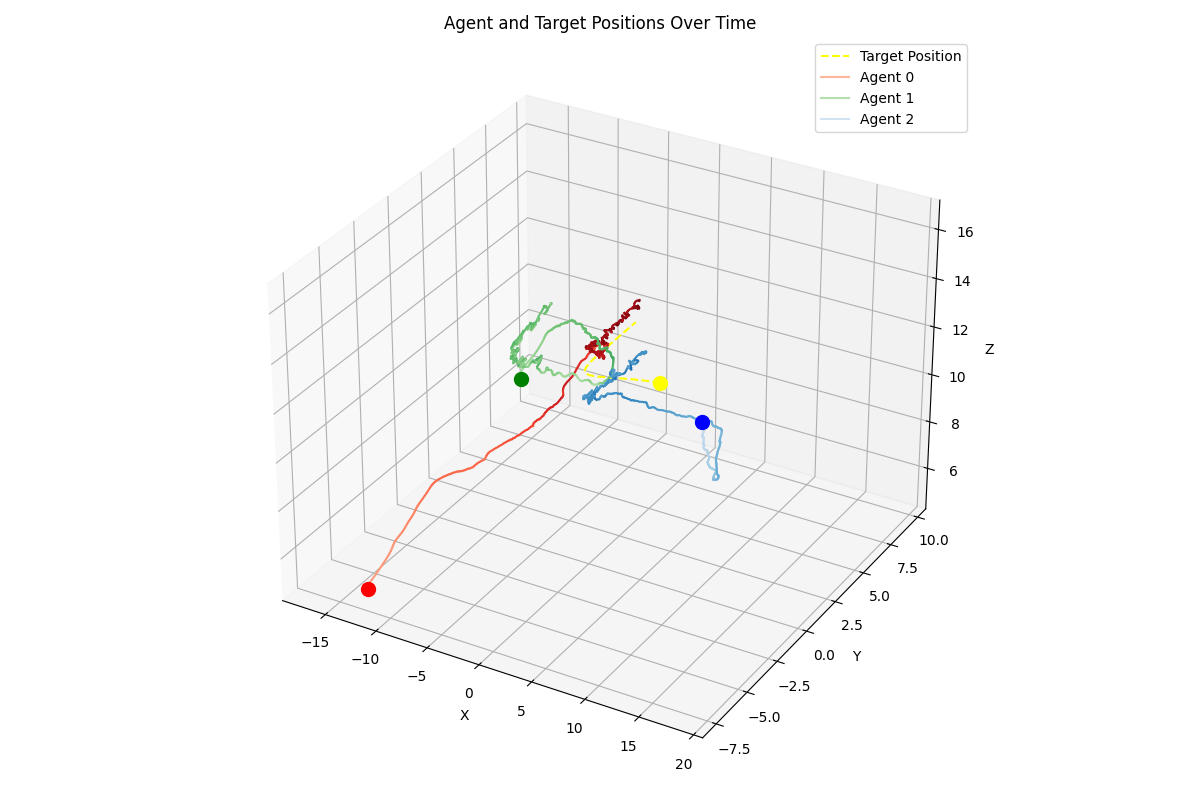 Agent and Target Positions Over Time
Target Position
Agent 0
Agent 1
Agent 2
16
14
12
10
8
6
Z
10.0
7.5
5.0
2.5
0.0
−2.5
−5.0
−7.5
Y
−15
−10
−5
0
5
10
15
20
X